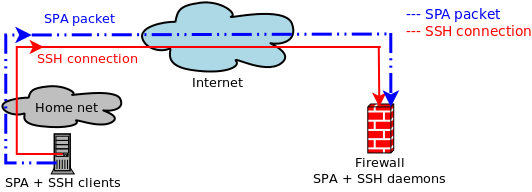 SPA packet
--- SPA packet
--- SSH connection
SSH connection
Internet
Home net
Firewall
SPA + SSH clients
SPA + SSH daemons